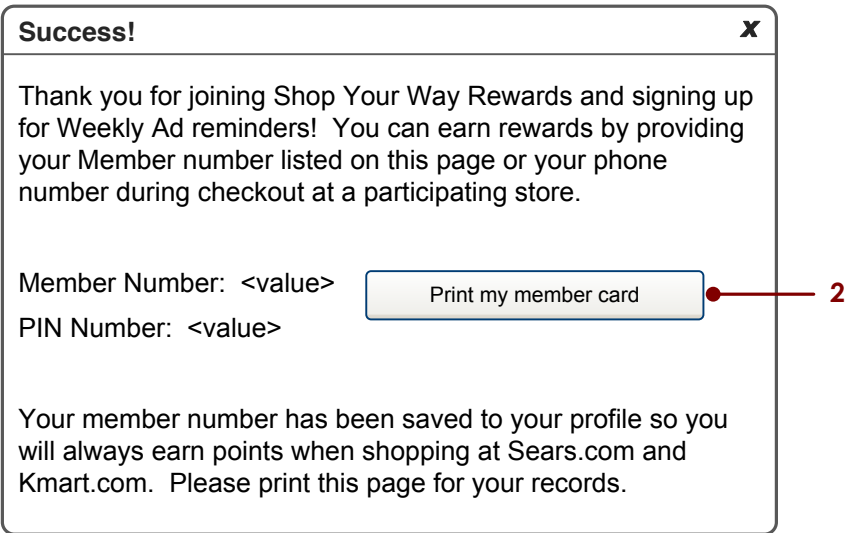 Success! X
Thank you for joining Shop Your Way Rewards and signing up
for Weekly Ad reminders!  You can earn rewards by providing
your Member number listed on this page or your phone
number during checkout at a participating store.
Member Number:  <value>
Print my member card
2
PIN Number:  <value>
Your member number has been saved to your profile so you
will always earn points when shopping at Sears.com and
Kmart.com.  Please print this page for your records.